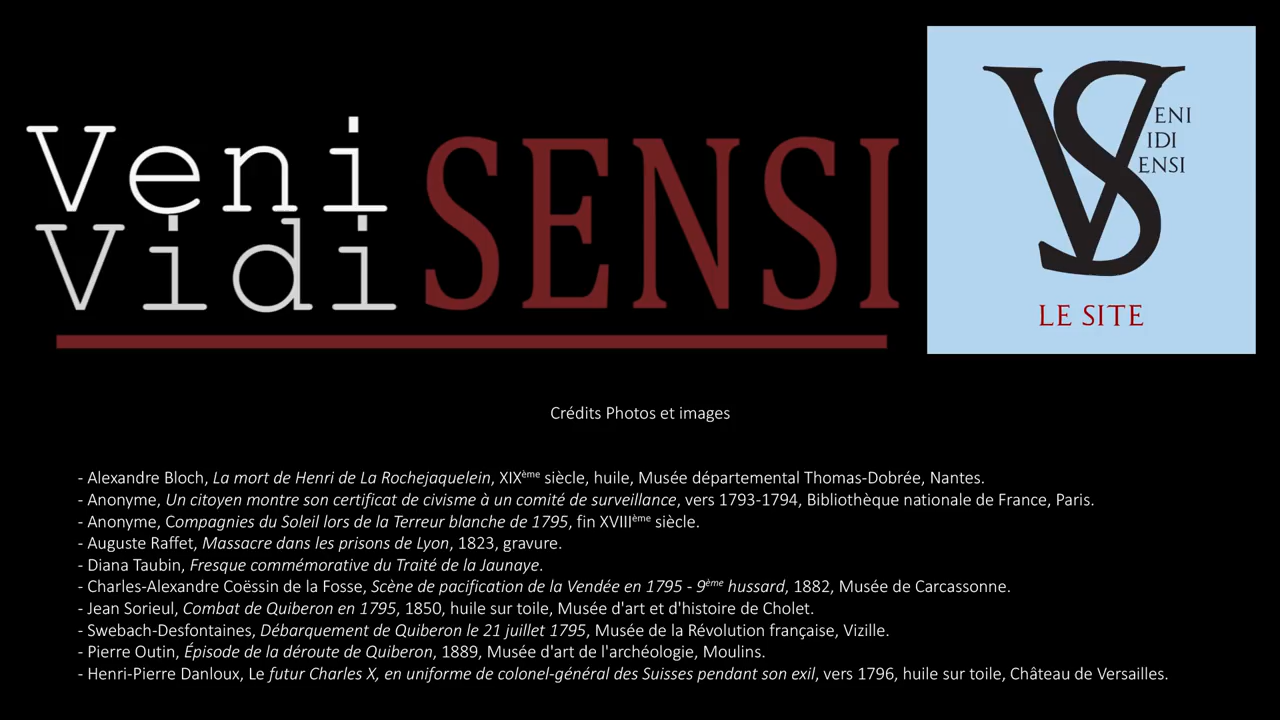 Veni
Vidi
SENSI
VS
ENI
IDI
ENSI
LE SITE
Crédits Photos et images
- Alexandre Bloch, La mort de Henri de La Rochejaquelein, XIXème siècle, huile, Musée départemental Thomas-Dobrée, Nantes.
- Anonyme, Un citoyen montre son certificat de civisme à un comité de surveillance, vers 1793-1794, Bibliothèque nationale de France, Paris.
- Anonyme, Compagnies du Soleil lors de la Terreur blanche de 1795, fin XVIIIème siècle.
- Auguste Raffet, Massacre dans les prisons de Lyon, 1823, gravure.
- Diana Taubin, Fresque commémorative du Traité de la Jaunaye.
- Charles-Alexandre Coëssin de la Fosse, Scène de pacification de la Vendée en 1795 - 9ème hussard, 1882, Musée de Carcassonne.
- Jean Sorieul, Combat de Quiberon en 1795, 1850, huile sur toile, Musée d'art et d'histoire de Cholet.
- Swebach-Desfontaines, Débarquement de Quiberon le 21 juillet 1795, Musée de la Révolution française, Vizille.
- Pierre Outin, Épisode de la déroute de Quiberon, 1889, Musée d'art de l'archéologie, Moulins.
- Henri-Pierre Danloux, Le futur Charles X, en uniforme de colonel-général des Suisses pendant son exil, vers 1796, huile sur toile, Château de Versailles.